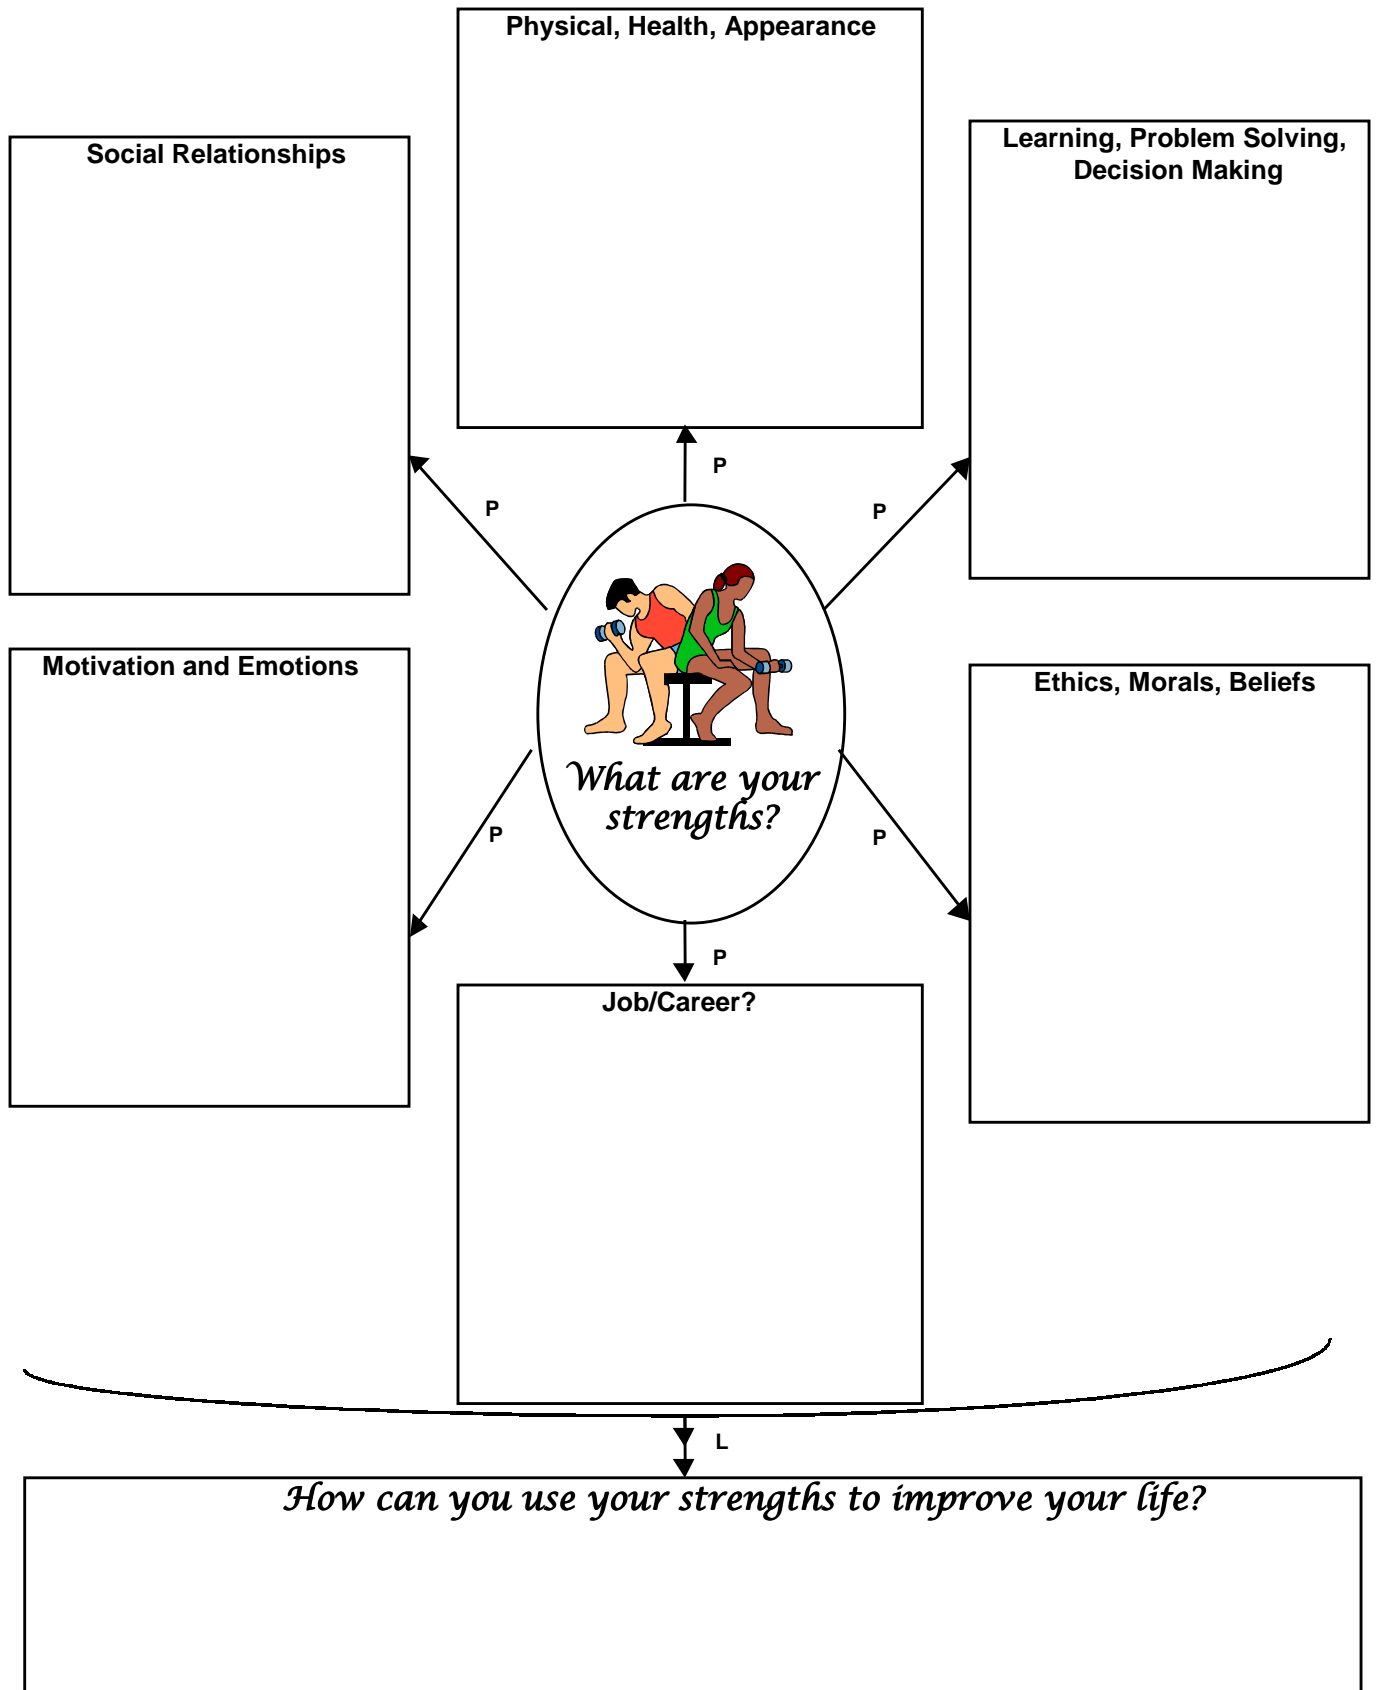 Physical, Health, Appearance
Social Relationships
Learning, Problem Solving,
Decision Making
P
P
P
What are your
strengths?
Motivation and Emotions
Ethics, Morals, Beliefs
P
P
P
Job/Career?
L
How can you use your strengths to improve your life?